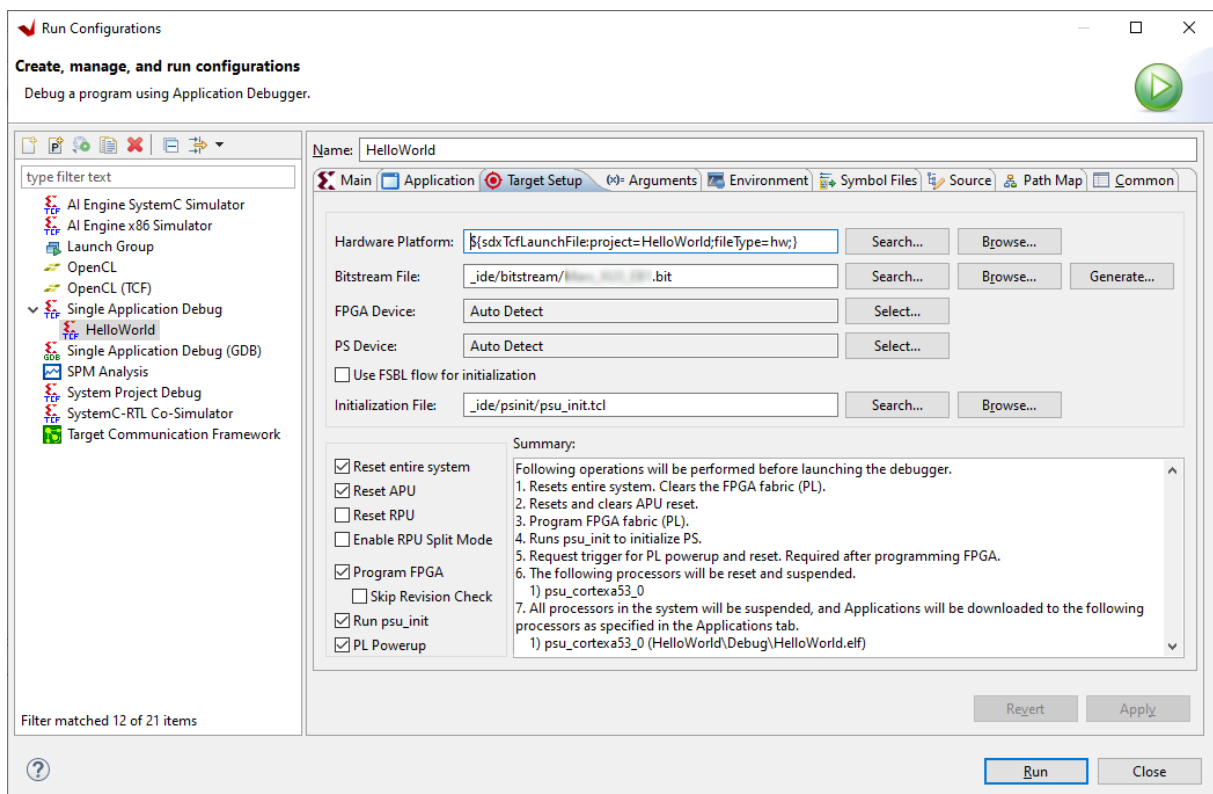 Run Configurations
Create, manage, and run configurations
Debug a program using Application Debugger.
type filter text
AI Engine SystemC Simulator
AI Engine x86 Simulator
Launch Group
OpenCL
OpenCL (TCF)
Single Application Debug
HelloWorld
Single Application Debug (GDB)
SPM Analysis
System Project Debug
SystemC-RTL Co-Simulator
Target Communication Framework
Filter matched 12 of 21 items
Name: HelloWorld
Main Application Target Setup (x)= Arguments Environment Symbol Files Source Path Map Common
Hardware Platform: ${sdxTcfLaunchFile:project=HelloWorld;fileType=hw;} Search... Browse...
Bitstream File: _ide/bitstream/ .bit Search... Browse... Generate...
FPGA Device: Auto Detect Select...
PS Device: Auto Detect Select...
Use FSBL flow for initialization
Initialization File: _ide/psinit/psu_init.tcl Search... Browse...
Reset entire system
Reset APU
Reset RPU
Enable RPU Split Mode
Program FPGA
Skip Revision Check
Run psu_init
PL Powerup
Summary:
Following operations will be performed before launching the debugger.
1. Resets entire system. Clears the FPGA fabric (PL).
2. Resets and clears APU reset.
3. Program FPGA fabric (PL).
4. Runs psu_init to initialize PS.
5. Request trigger for PL powerup and reset. Required after programming FPGA.
6. The following processors will be reset and suspended.
1) psu_cortexa53_0
7. All processors in the system will be suspended, and Applications will be downloaded to the following
processors as specified in the Applications tab.
1) psu_cortexa53_0 (HelloWorld\Debug\HelloWorld.elf)
Revert Apply
Run Close